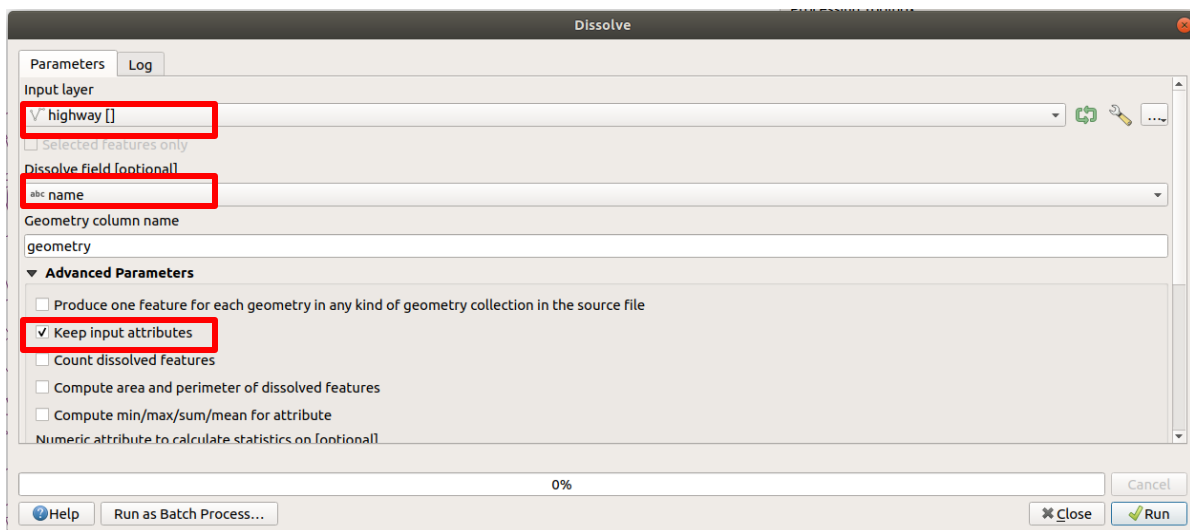 Processing Toolbox
Dissolve
Parameters Log
Input layer
highway []
...
Selected features only
Dissolve field [optional]
abc name
Geometry column name
geometry
Advanced Parameters
Produce one feature for each geometry in any kind of geometry collection in the source file
Keep input attributes
Count dissolved features
Compute area and perimeter of dissolved features
Compute min/max/sum/mean for attribute
Numeric attribute to calculate statistics on [optional]
0% Cancel
Help Run as Batch Process... Close Run